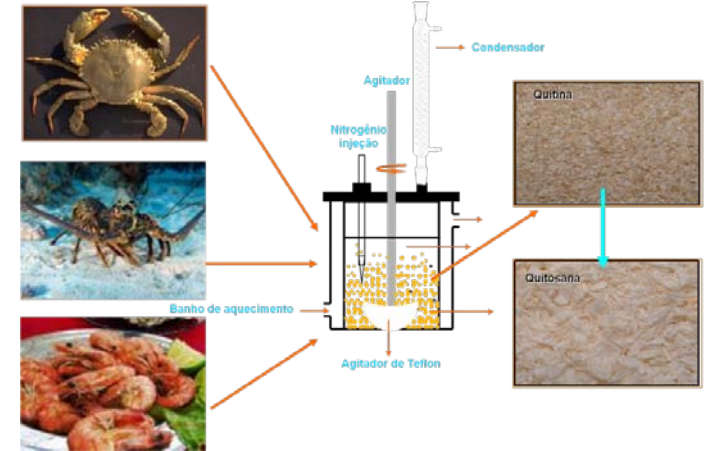 Condensador
Agitador
Nitrogênio
injeção
Quitina
Quitosana
Banho de aquecimento
Agitador de Teflon